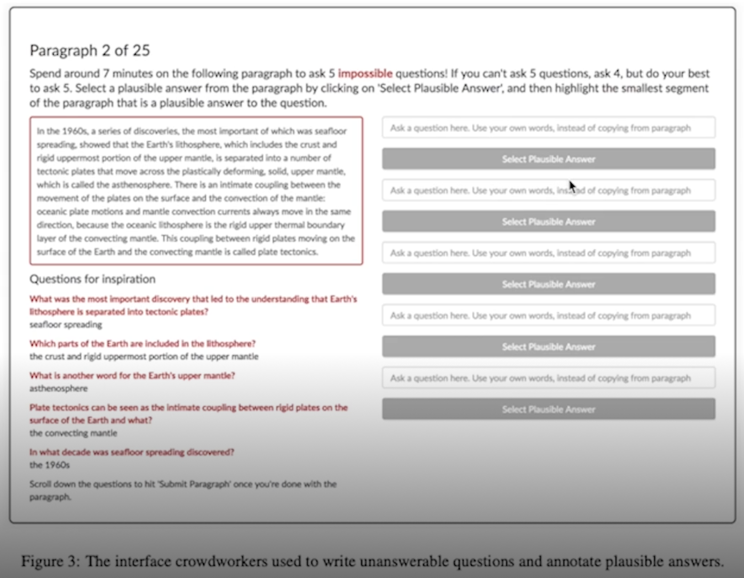 Paragraph 2 of 25
Spend around 7 minutes on the following paragraph to ask 5 impossible questions! If you can't ask 5 questions, ask 4, but do your best
to ask 5. Select a plausible answer from the paragraph by clicking on 'Select Plausible Answer', and then highlight the smallest segment
of the paragraph that is a plausible answer to the question.
In the 1960s, a series of discoveries, the most important of which was seafloor
spreading, showed that the Earth's lithosphere, which includes the crust and
rigid uppermost portion of the upper mantle, is separated into a number of
tectonic plates that move across the plastically deforming, solid, upper mantle,
which is called the asthenosphere. There is an intimate coupling between the
movement of the plates on the surface and the convection of the mantle:
oceanic plate motions and mantle convection currents always move in the same
direction, because the oceanic lithosphere is the rigid upper thermal boundary
layer of the convecting mantle. This coupling between rigid plates moving on the
surface of the Earth and the convecting mantle is called plate tectonics.
Questions for inspiration
What was the most important discovery that led to the understanding that Earth's
lithosphere is separated into tectonic plates?
seafloor spreading
Which parts of the Earth are included in the lithosphere?
the crust and rigid uppermost portion of the upper mantle
What is another word for the Earth's upper mantle?
asthenosphere
Plate tectonics can be seen as the intimate coupling between rigid plates on the
surface of the Earth and what?
the convecting mantle
In what decade was seafloor spreading discovered?
the 1960s
Scroll down the questions to hit 'Submit Paragraph' once you're done with the
paragraph.
Ask a question here. Use your own words, instead of copying from paragraph
Select Plausible Answer
Ask a question here. Use your own words, instead of copying from paragraph
Select Plausible Answer
Ask a question here. Use your own words, instead of copying from paragraph
Select Plausible Answer
Ask a question here. Use your own words, instead of copying from paragraph
Select Plausible Answer
Ask a question here. Use your own words, instead of copying from paragraph
Select Plausible Answer
Figure 3: The interface crowdworkers used to write unanswerable questions and annotate plausible answers.